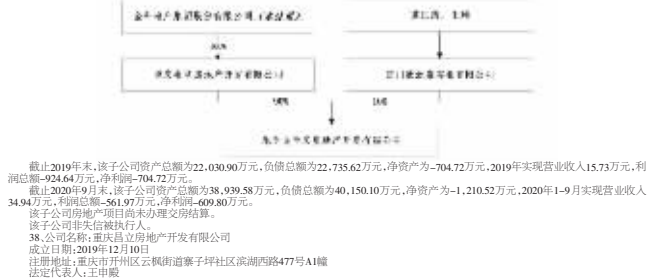 90%
10%
截止2019年末,该子公司资产总额为22,030.90万元,负债总额为22,735.62万元,净资产为-704.72万元,2019年实现营业收入15.73万元,利
润总额-924.64万元,净利润-704.72万元。
截止2020年9月末,该子公司资产总额为38,939.58万元,负债总额为40,150.10万元,净资产为-1,210.52万元,2020年1-9月实现营业收入
34.94万元,利润总额-561.97万元,净利润-609.80万元。
该子公司房地产项目尚未办理交房结算。
该子公司非失信被执行人。
38、公司名称:重庆昌立房地产开发有限公司
成立日期:2019年12月10日
注册地址:重庆市开州区云枫街道寨子坪社区滨湖西路477号A1幢
法定代表人:王申殿